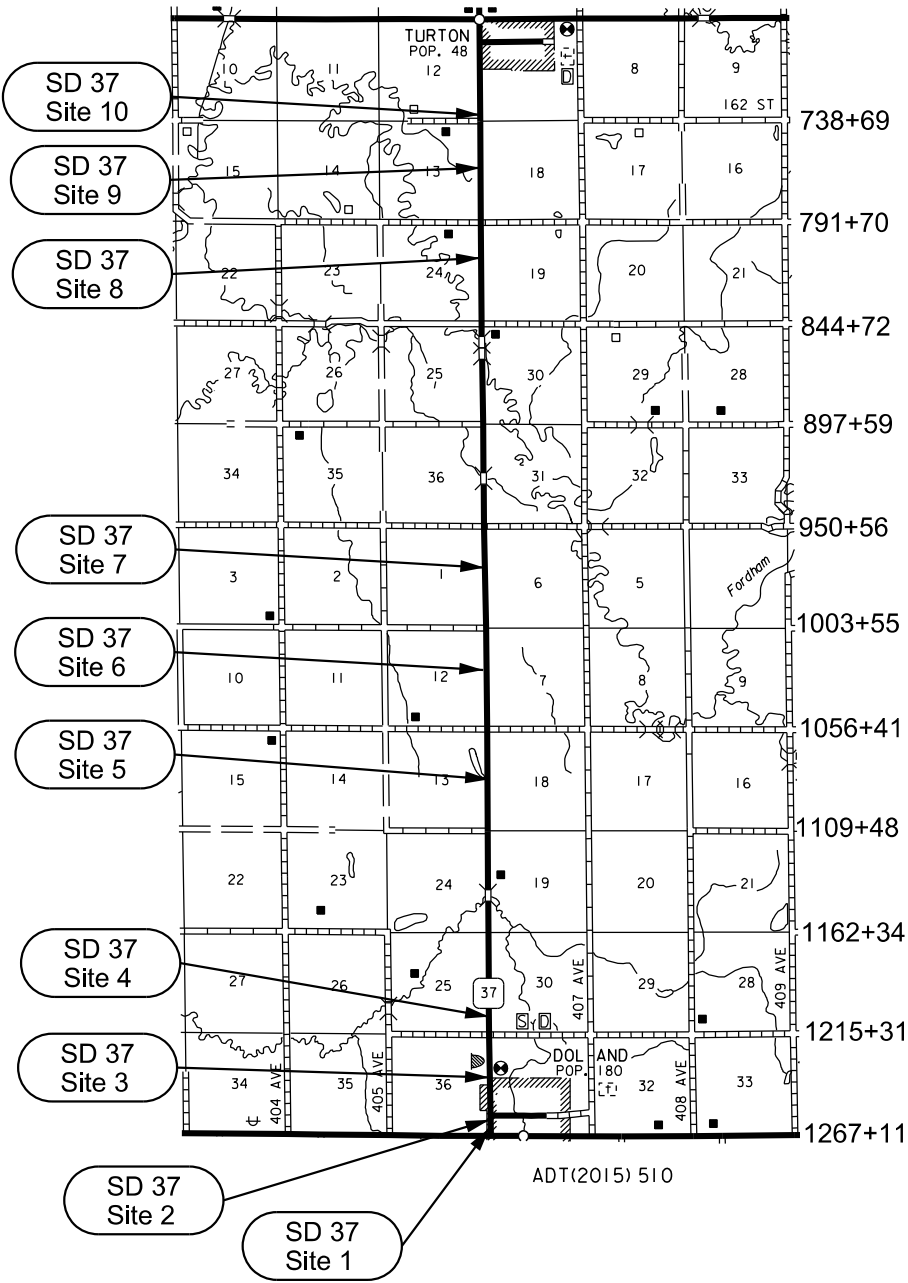 TURTON
POP. 48
10
11
12
8
9
162 ST
SD 37
Site 10
738+69
15
14
13
18
17
16
SD 37
Site 9
791+70
22
23
24
19
20
21
SD 37
Site 8
844+72
27
26
25
30
29
28
897+59
34
35
36
31
32
33
950+56
SD 37
Site 7
3
2
1
6
5
Fordham
1003+55
SD 37
Site 6
10
11
12
7
8
9
1056+41
SD 37
Site 5
15
14
13
18
17
16
1109+48
22
23
24
19
20
21
1162+34
SD 37
Site 4
27
26
25
37
30
407 AVE
29
28
409 AVE
S
D
1215+31
SD 37
Site 3
34
404 AVE
35
405 AVE
36
DOLAND
POP. 180
f
32
408 AVE
33
1267+11
ADT(2015) 510
SD 37
Site 2
SD 37
Site 1
f
D